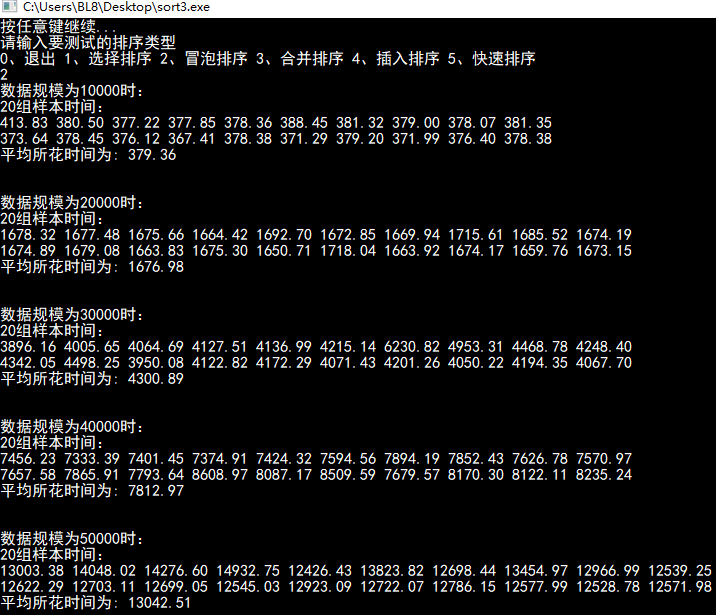 C:\Users\BL8\Desktop\sort3.exe
按任意键继续...
请输入要测试的排序类型
0、退出 1、选择排序 2、冒泡排序 3、合并排序 4、插入排序 5、快速排序
2
数据规模为10000时:
20组样本时间:
413.83 380.50 377.22 377.85 378.36 388.45 381.32 379.00 378.07 381.35
373.64 378.45 376.12 367.41 378.38 371.29 379.20 371.99 376.40 378.38
平均所花时间为: 379.36
数据规模为20000时:
20组样本时间:
1678.32 1677.48 1675.66 1664.42 1692.70 1672.85 1669.94 1715.61 1685.52 1674.19
1674.89 1679.08 1663.83 1675.30 1650.71 1718.04 1663.92 1674.17 1659.76 1673.15
平均所花时间为: 1676.98
数据规模为30000时:
20组样本时间:
3896.16 4005.65 4064.69 4127.51 4136.99 4215.14 6230.82 4953.31 4468.78 4248.40
4342.05 4498.25 3950.08 4122.82 4172.29 4071.43 4201.26 4050.22 4194.35 4067.70
平均所花时间为: 4300.89
数据规模为40000时:
20组样本时间:
7456.23 7333.39 7401.45 7374.91 7424.32 7594.56 7894.19 7852.43 7626.78 7570.97
7657.58 7865.91 7793.64 8608.97 8087.17 8509.59 7679.57 8170.30 8122.11 8235.24
平均所花时间为: 7812.97
数据规模为50000时:
20组样本时间:
13003.38 14048.02 14276.60 14932.75 12426.43 13823.82 12698.44 13454.97 12966.99 12539.25
12622.29 12703.11 12699.05 12545.03 12923.09 12722.07 12786.15 12577.99 12528.78 12571.98
平均所花时间为: 13042.51